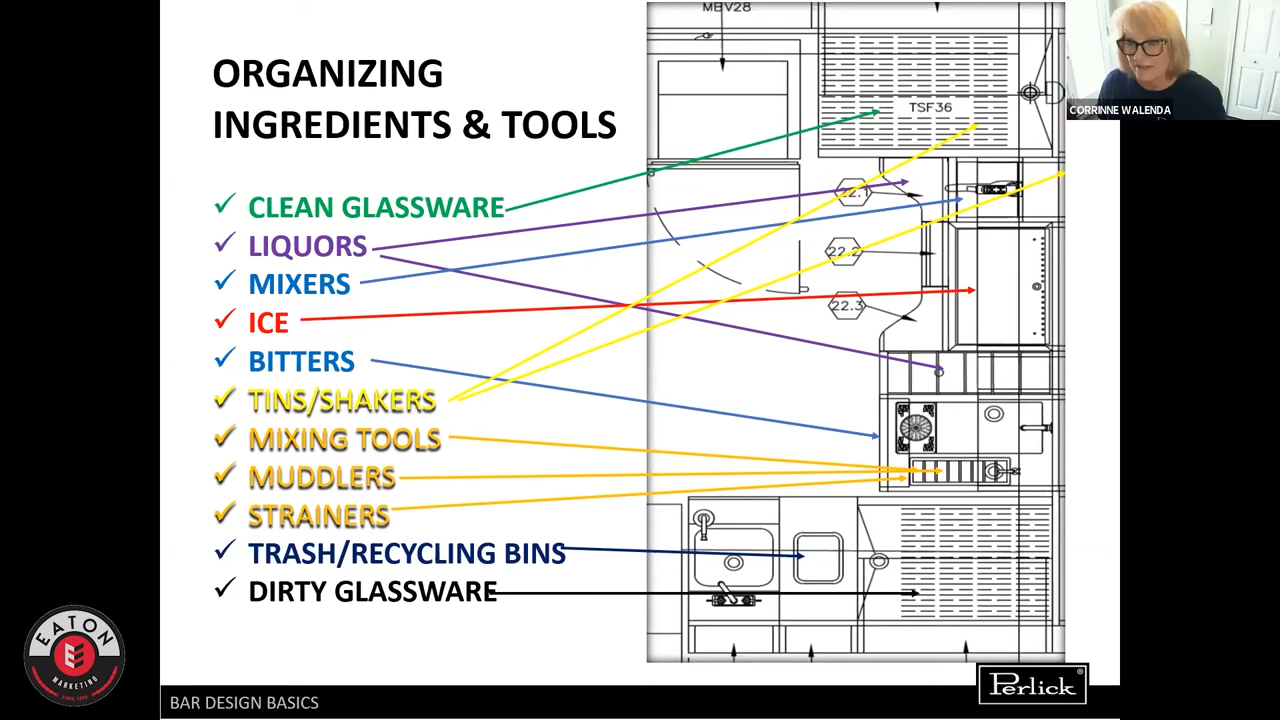 ORGANIZING
INGREDIENTS & TOOLS
CLEAN GLASSWARE
LIQUORS
MIXERS
ICE
BITTERS
TINS/SHAKERS
MIXING TOOLS
MUDDLERS
STRAINERS
TRASH/RECYCLING BINS
DIRTY GLASSWARE
MBV28
TSF36
22.1
22.2
22.3
CORRINNE WALENDA
EATON
MARKETING
BAR DESIGN BASICS
Perlick®